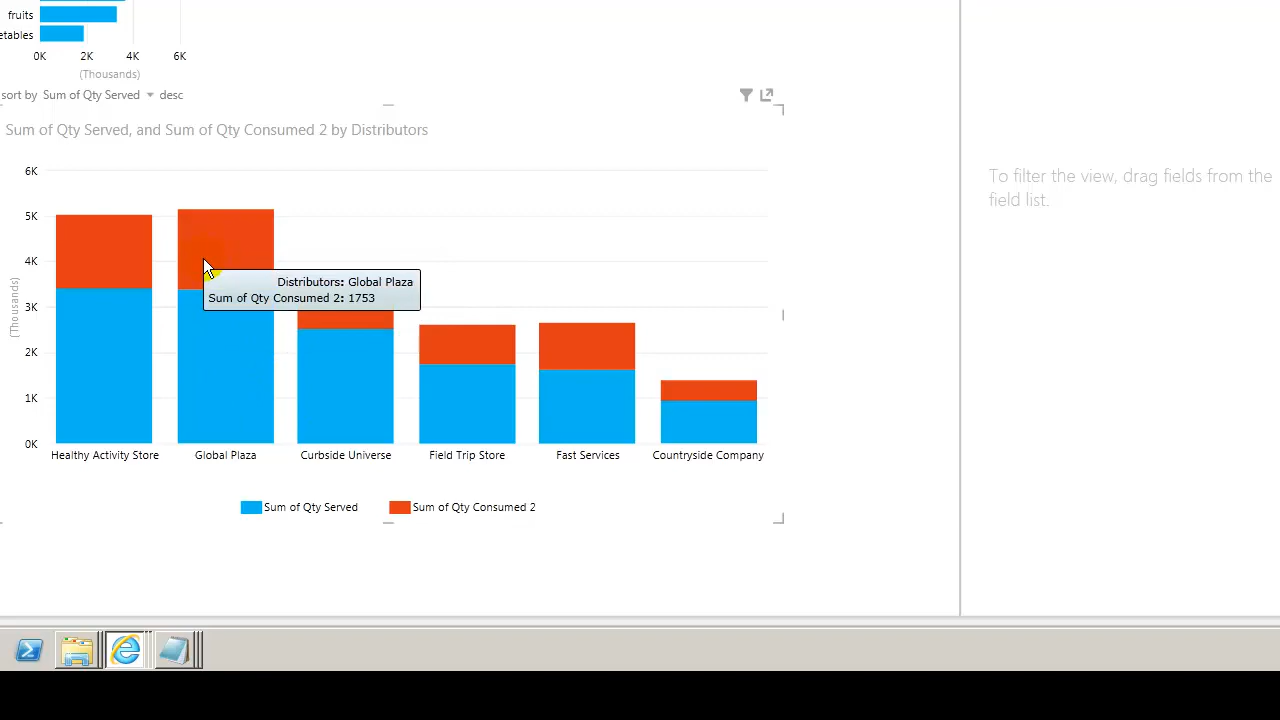 fruits
etables
0K 2K 4K 6K
(Thousands)
sort by Sum of Qty Served desc
Sum of Qty Served, and Sum of Qty Consumed 2 by Distributors
To filter the view, drag fields from the
field list.
6K
5K
4K
3K
2K
1K
0K
(Thousands)
Distributors: Global Plaza
Sum of Qty Consumed 2: 1753
Healthy Activity Store Global Plaza Curbside Universe Field Trip Store Fast Services Countryside Company
Sum of Qty Served Sum of Qty Consumed 2